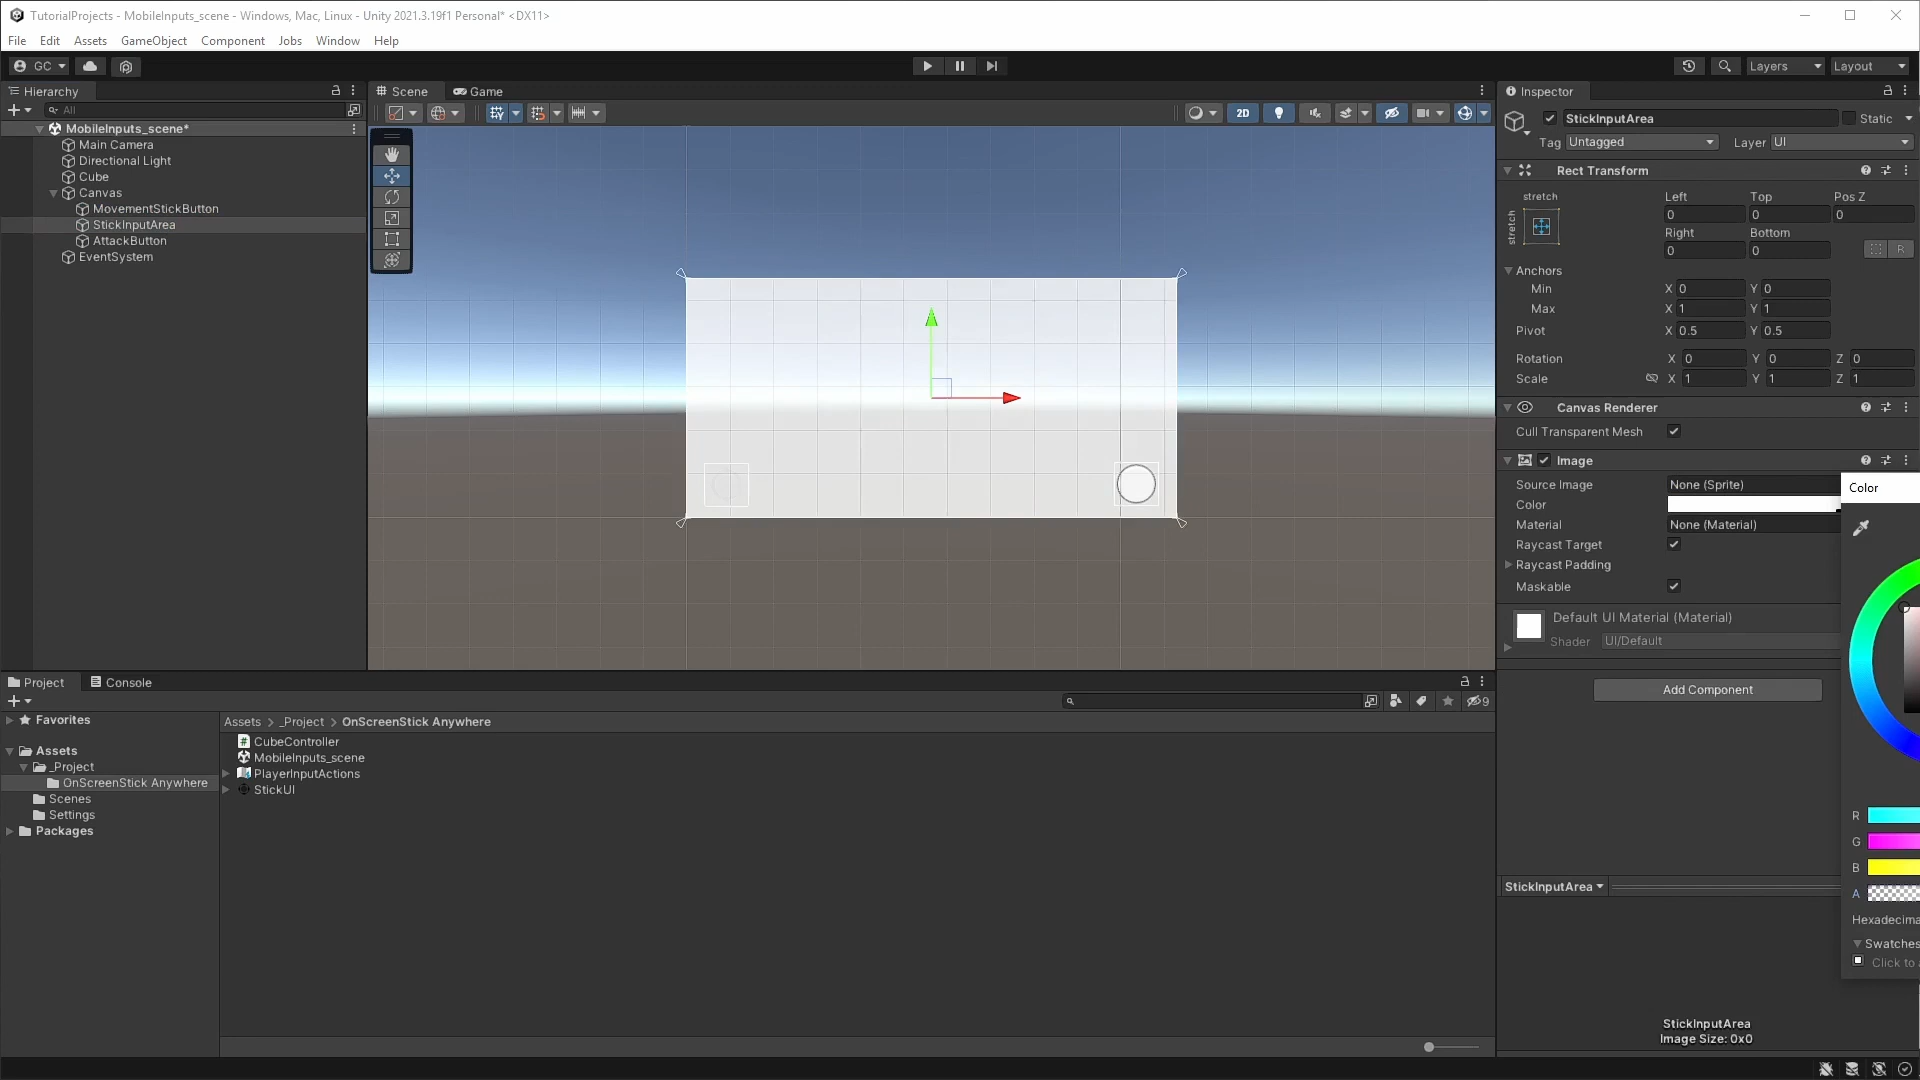 TutorialProjects - MobileInputs_scene - Windows, Mac, Linux - Unity 2021.3.19f1 Personal* <DX11>
File Edit Assets GameObject Component Jobs Window Help
GC
Layers Layout
Hierarchy
All
MobileInputs_scene*
Main Camera
Directional Light
Cube
Canvas
MovementStickButton
StickInputArea
AttackButton
EventSystem
Scene Game
2D
Inspector
StickInputArea Static
Tag Untagged Layer UI
Rect Transform
stretch
stretch
Left Top Pos Z
0 0 0
Right Bottom
0 0
R
Anchors
Min X 0 Y 0
Max X 1 Y 1
Pivot X 0.5 Y 0.5
Rotation X 0 Y 0 Z 0
Scale X 1 Y 1 Z 1
Canvas Renderer
Cull Transparent Mesh
Image
Source Image None (Sprite)
Color
Material None (Material)
Raycast Target
Raycast Padding
Maskable
Default UI Material (Material)
Shader UI/Default
Add Component
Color
R
G
B
A
Hexadecima
Swatches
Click to
StickInputArea
StickInputArea
Image Size: 0x0
Project Console
9
Favorites
Assets
_Project
OnScreenStick Anywhere
Scenes
Settings
Packages
Assets > _Project > OnScreenStick Anywhere
CubeController
MobileInputs_scene
PlayerInputActions
StickUI